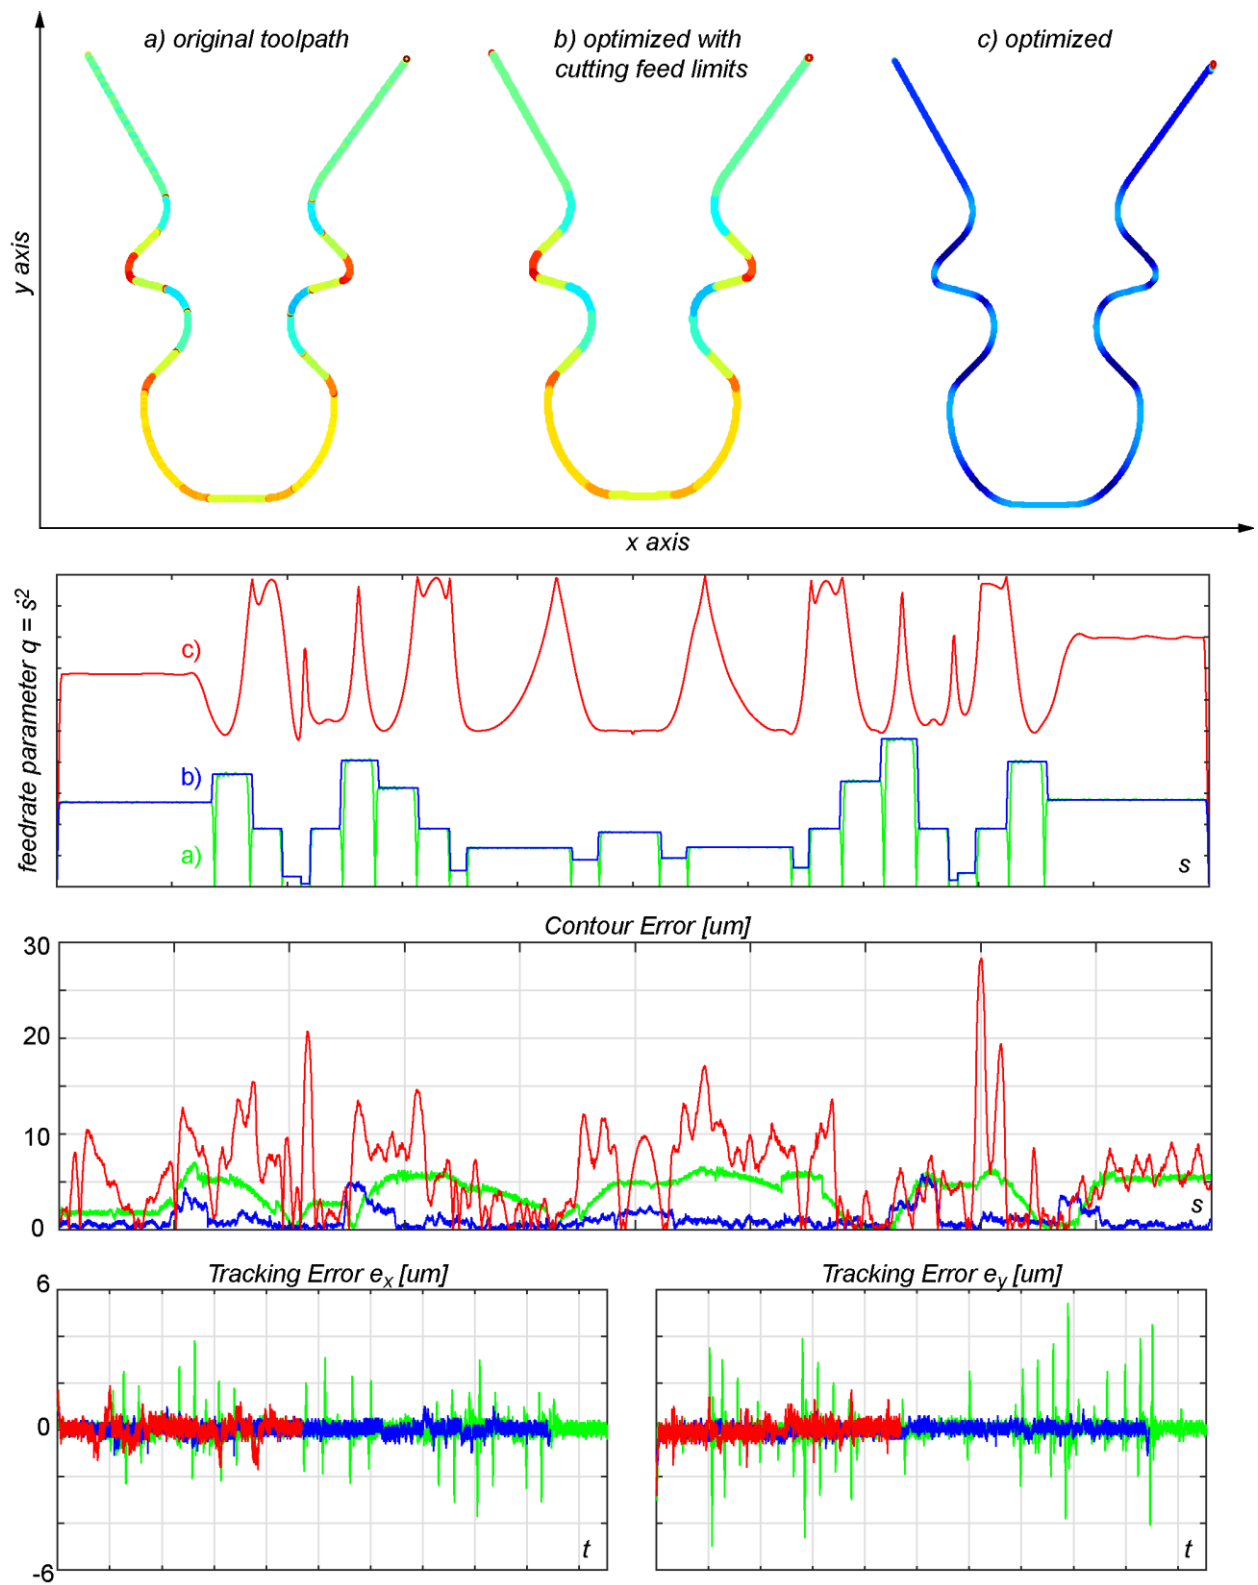 a) original toolpath
b) optimized with
cutting feed limits
c) optimized
y axis
x axis
feedrate parameter q = ṡ²
c)
b)
a)
s
Contour Error [um]
30
20
10
0
s
Tracking Error eₓ [um]
6
0
-6
t
Tracking Error e_y [um]
t